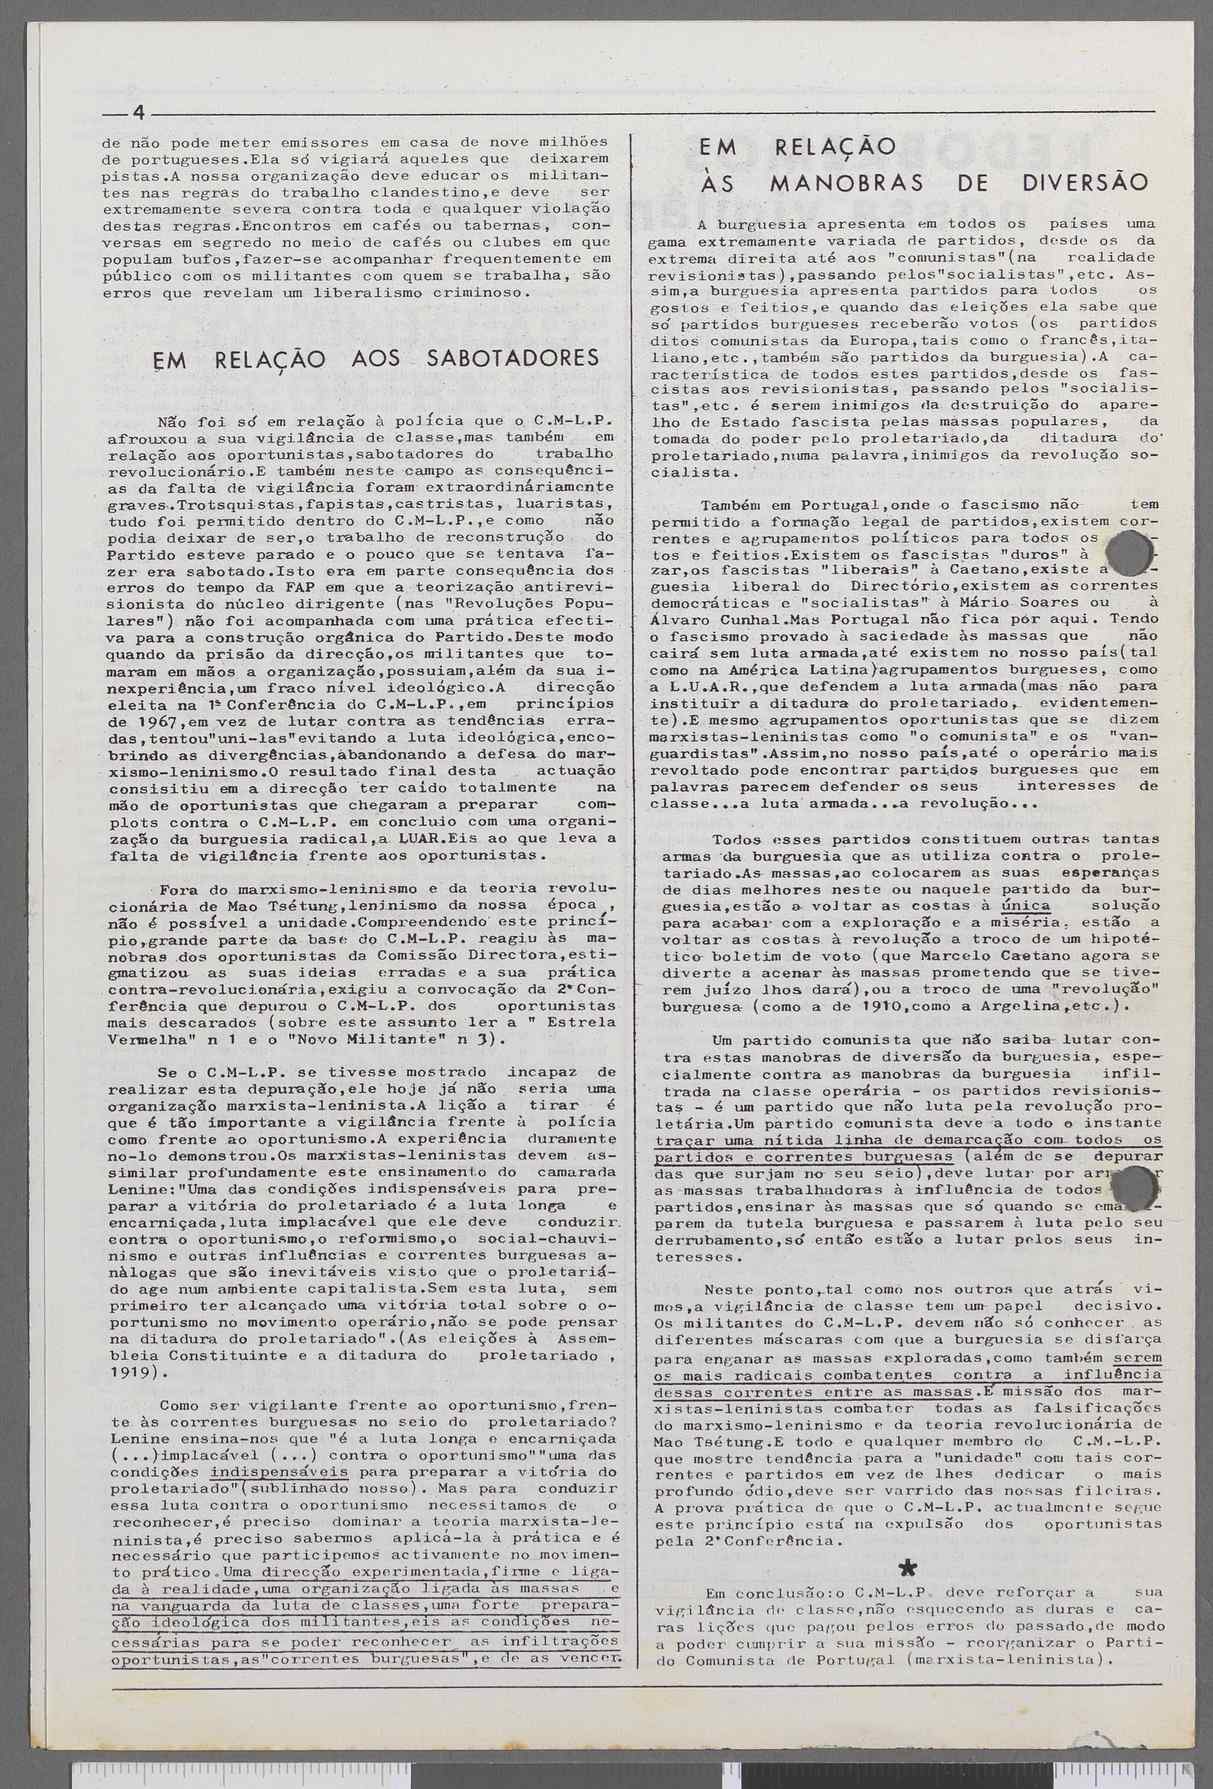 4
de não pode meter emissores em casa de nove milhões
de portugueses.Ela só vigiará aqueles que deixarem
pistas.A nossa organização deve educar os militan-
tes nas regras do trabalho clandestino,e deve ser
extremamente severa contra toda e qualquer violação
destas regras.Encontros em cafés ou tabernas, con-
versas em segredo no meio de cafés ou clubes em que
populam bufos,fazer-se acompanhar frequentemente em
público com os militantes com quem se trabalha, são
erros que revelam um liberalismo criminoso.
EM RELAÇÃO AOS SABOTADORES
Não foi só em relação à polícia que o C.M-L.P.
afrouxou a sua vigilância de classe,mas também em
relação aos oportunistas,sabotadores do trabalho
revolucionário.E também neste campo as consequênci-
as da falta de vigilância foram extraordináriamente
graves.Trotsquistas,fapistas,castristas, luaristas,
tudo foi permitido dentro do C.M-L.P.,e como não
podia deixar de ser,o trabalho de reconstrução do
Partido esteve parado e o pouco que se tentava fa-
zer era sabotado.Isto era em parte consequência dos
erros do tempo da FAP em que a teorização antirevi-
sionista do núcleo dirigente (nas "Revoluções Popu-
lares") não foi acompanhada com uma prática efecti-
va para a construção orgânica do Partido.Deste modo
quando da prisão da direcção,os militantes que to-
maram em mãos a organização,possuiam,além da sua i-
nexperiência,um fraco nível ideológico.A direcção
eleita na 1ª Conferência do C.M-L.P.,em princípios
de 1967,em vez de lutar contra as tendências erra-
das,tentou"uni-las"evitando a luta ideológica,enco-
brindo as divergências,abandonando a defesa do mar-
xismo-leninismo.O resultado final desta actuação
consisitiu em a direcção ter caído totalmente na
mão de oportunistas que chegaram a preparar com-
plots contra o C.M-L.P. em concluio com uma organi-
zação da burguesia radical,a LUAR.Eis ao que leva a
falta de vigilância frente aos oportunistas.
Fora do marxismo-leninismo e da teoria revolu-
cionária de Mao Tsétung,leninismo da nossa época ,
não é possível a unidade.Compreendendo este princí-
pio,grande parte da base do C.M-L.P. reagiu às ma-
nobras dos oportunistas da Comissão Directora,esti-
gmatizou as suas ideias erradas e a sua prática
contra-revolucionária,exigiu a convocação da 2ªCon-
ferência que depurou o C.M-L.P. dos oportunistas
mais descarados (sobre este assunto ler a " Estrela
Vermelha" n 1 e o "Novo Militante" n 3).
Se o C.M-L.P. se tivesse mostrado incapaz de
realizar esta depuração,ele hoje já não seria uma
organização marxista-leninista.A lição a tirar é
que é tão importante a vigilância frente à polícia
como frente ao oportunismo.A experiência duramente
no-lo demonstrou.Os marxistas-leninistas devem as-
similar profundamente este ensinamento do camarada
Lenine:"Uma das condições indispensáveis para pre-
parar a vitória do proletariado é a luta longa e
encarniçada,luta implacável que ele deve conduzir
contra o oportunismo,o reformismo,o social-chauvi-
nismo e outras influências e correntes burguesas a-
nàlogas que são inevitáveis visto que o proletariá-
do age num ambiente capitalista.Sem esta luta, sem
primeiro ter alcançado uma vitória total sobre o o-
portunismo no movimento operário,não se pode pensar
na ditadura do proletariado".(As eleições à Assem-
bleia Constituinte e a ditadura do proletariado ,
1919).
Como ser vigilante frente ao oportunismo,fren-
te às correntes burguesas no seio do proletariado?
Lenine ensina-nos que "é a luta longa e encarniçada
(...)implacável (...) contra o oportunismo""uma das
condições indispensáveis para preparar a vitória do
proletariado"(sublinhado nosso). Mas para conduzir
essa luta contra o oportunismo necessitamos de o
reconhecer,é preciso dominar a teoria marxista-le-
ninista,é preciso sabermos aplicá-la à prática e é
necessário que participemos activamente no movimen-
to prático.Uma direcção experimentada,firme e liga-
da à realidade,uma organização ligada às massas e
na vanguarda da luta de classes,uma forte prepara-
ção ideológica dos militantes,eis as condições ne-
cessárias para se poder reconhecer as infiltrações
oportunistas,as"correntes burguesas",e de as vencer.
EM RELAÇÃO
ÀS MANOBRAS DE DIVERSÃO
A burguesia apresenta em todos os países uma
gama extremamente variada de partidos, desde os da
extrema direita até aos "comunistas"(na realidade
revisionistas),passando pelos"socialistas",etc. As-
sim,a burguesia apresenta partidos para todos os
gostos e feitios,e quando das eleições ela sabe que
só partidos burgueses receberão votos (os partidos
ditos comunistas da Europa,tais como o francês,ita-
liano,etc.,também são partidos da burguesia).A ca-
racterística de todos estes partidos,desde os fas-
cistas aos revisionistas, passando pelos "socialis-
tas",etc. é serem inimigos da destruição do apare-
lho de Estado fascista pelas massas populares, da
tomada do poder pelo proletariado,da ditadura do
proletariado,numa palavra,inimigos da revolução so-
cialista.
Também em Portugal,onde o fascismo não tem
permitido a formação legal de partidos,existem cor-
rentes e agrupamentos políticos para todos os -
tos e feitios.Existem os fascistas "duros" à
zar,os fascistas "liberais" à Caetano,existe a -
guesia liberal do Directório,existem as correntes
democráticas e "socialistas" à Mário Soares ou à
Álvaro Cunhal.Mas Portugal não fica por aqui. Tendo
o fascismo provado à saciedade às massas que não
cairá sem luta armada,até existem no nosso país(tal
como na América Latina)agrupamentos burgueses, como
a L.U.A.R.,que defendem a luta armada(mas não para
instituir a ditadura do proletariado, evidentemen-
te).E mesmo agrupamentos oportunistas que se dizem
marxistas-leninistas como "o comunista" e os "van-
guardistas".Assim,no nosso país,até o operário mais
revoltado pode encontrar partidos burgueses que em
palavras parecem defender os seus interesses de
classe...a luta armada...a revolução...
Todos esses partidos constituem outras tantas
armas da burguesia que as utiliza contra o prole-
tariado.As massas,ao colocarem as suas esperanças
de dias melhores neste ou naquele partido da bur-
guesia,estão a voltar as costas à única solução
para acabar com a exploração e a miséria: estão a
voltar as costas à revolução a troco de um hipoté-
tico boletim de voto (que Marcelo Caetano agora se
diverte a acenar às massas prometendo que se tive-
rem juízo lhos dará),ou a troco de uma "revolução"
burguesa (como a de 1910,como a Argelina,etc.).
Um partido comunista que não saiba lutar con-
tra estas manobras de diversão da burguesia, espe-
cialmente contra as manobras da burguesia infil-
trada na classe operária - os partidos revisionis-
tas - é um partido que não luta pela revolução pro-
letária.Um partido comunista deve a todo o instante
traçar uma nítida linha de demarcação com todos os
partidos e correntes burguesas (além de se depurar
das que surjam no seu seio),deve lutar por
as massas trabalhadoras à influência de todos
partidos,ensinar às massas que só quando se
parem da tutela burguesa e passarem à luta pelo seu
derrubamento,só então estão a lutar pelos seus in-
teresses.
Neste ponto,tal como nos outros que atrás vi-
mos,a vigilância de classe tem um papel decisivo.
Os militantes do C.M-L.P. devem não só conhecer as
diferentes máscaras com que a burguesia se disfarça
para enganar as massas exploradas,como também serem
os mais radicais combatentes contra a influência
dessas correntes entre as massas.É missão dos mar-
xistas-leninistas combater todas as falsificações
do marxismo-leninismo e da teoria revolucionária de
Mao Tsétung.E todo e qualquer membro do C.M.-L.P.
que mostre tendência para a "unidade" com tais cor-
rentes e partidos em vez de lhes dedicar o mais
profundo ódio,deve ser varrido das nossas fileiras.
A prova prática de que o C.M-L.P. actualmente segue
este princípio está na expulsão dos oportunistas
pela 2ªConferência.
*
Em conclusão:o C.M-L.P. deve reforçar a sua
vigilância de classe,não esquecendo as duras e ca-
ras lições que pagou pelos erros do passado,de modo
a poder cumprir a sua missão - reorganizar o Parti-
do Comunista de Portugal (marxista-leninista).